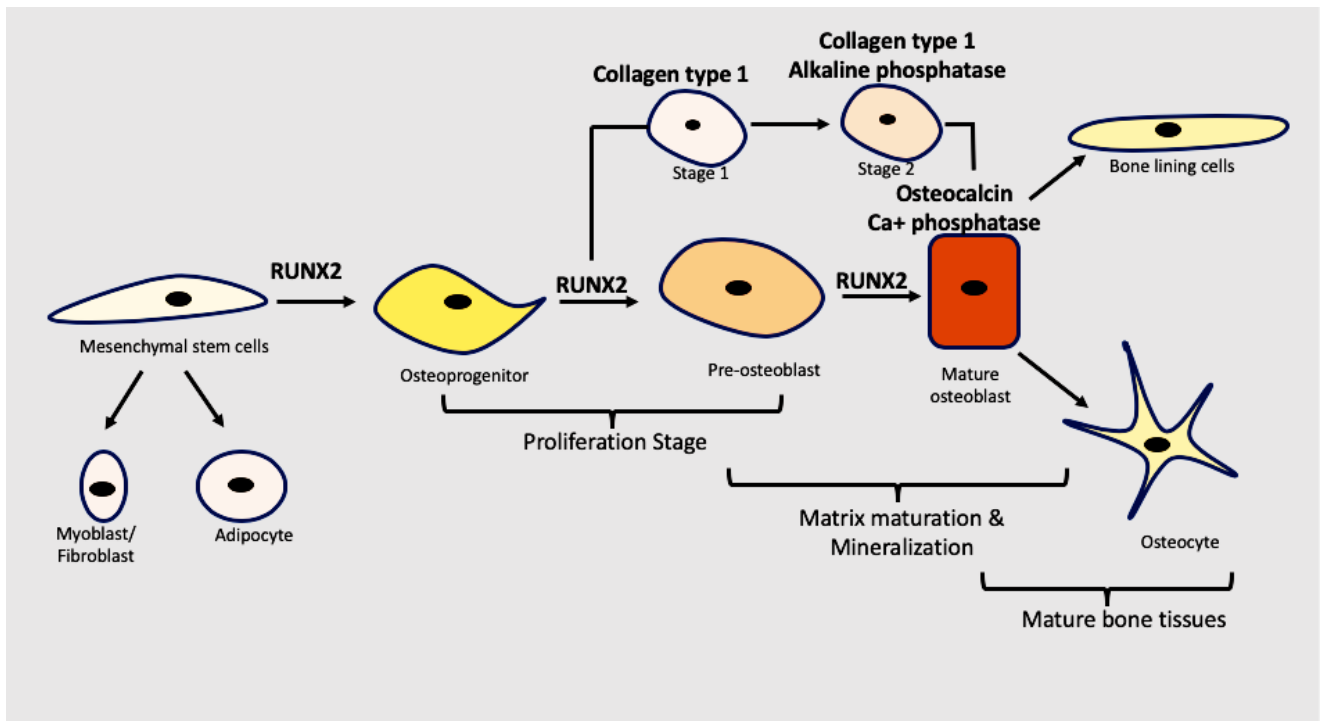 Collagen type 1
Collagen type 1
Alkaline phosphatase
Stage 1
Stage 2
Bone lining cells
Osteocalcin
Ca+ phosphatase
RUNX2
RUNX2
RUNX2
Mesenchymal stem cells
Osteoprogenitor
Pre-osteoblast
Mature
osteoblast
Proliferation Stage
Myoblast/
Fibroblast
Adipocyte
Matrix maturation &
Mineralization
Osteocyte
Mature bone tissues